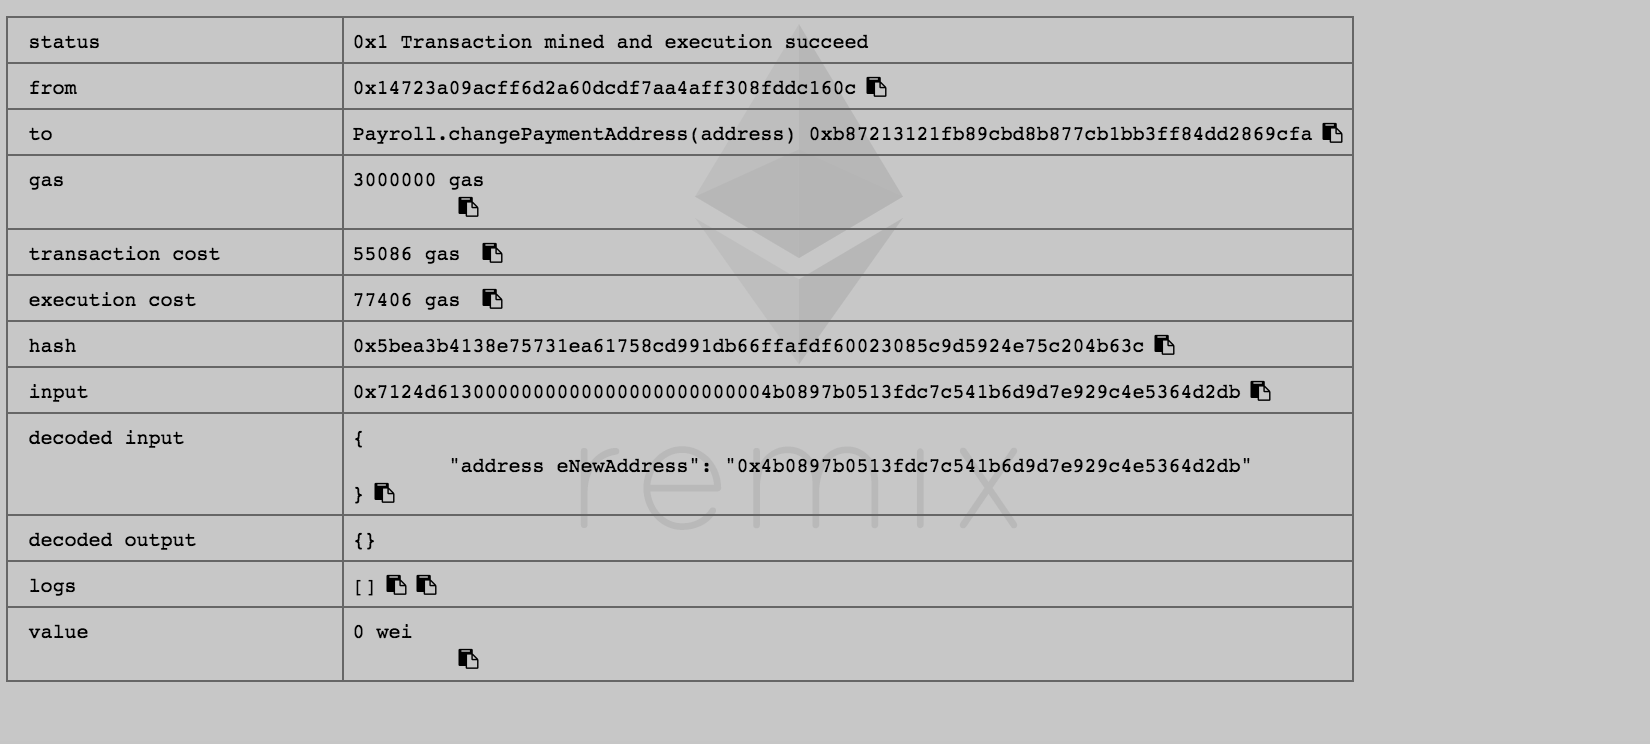 status 0x1 Transaction mined and execution succeed
from 0x14723a09acff6d2a60dcdf7aa4aff308fddc160c
to Payroll.changePaymentAddress(address) 0xb87213121fb89cbd8b877cb1bb3ff84dd2869cfa
gas 3000000 gas
transaction cost 55086 gas
execution cost 77406 gas
hash 0x5bea3b4138e75731ea61758cd991db66ffafdf60023085c9d5924e75c204b63c
input 0x7124d6130000000000000000000000004b0897b0513fdc7c541b6d9d7e929c4e5364d2db
decoded input {
"address eNewAddress": "0x4b0897b0513fdc7c541b6d9d7e929c4e5364d2db"
}
remix
decoded output {}
logs []
value 0 wei